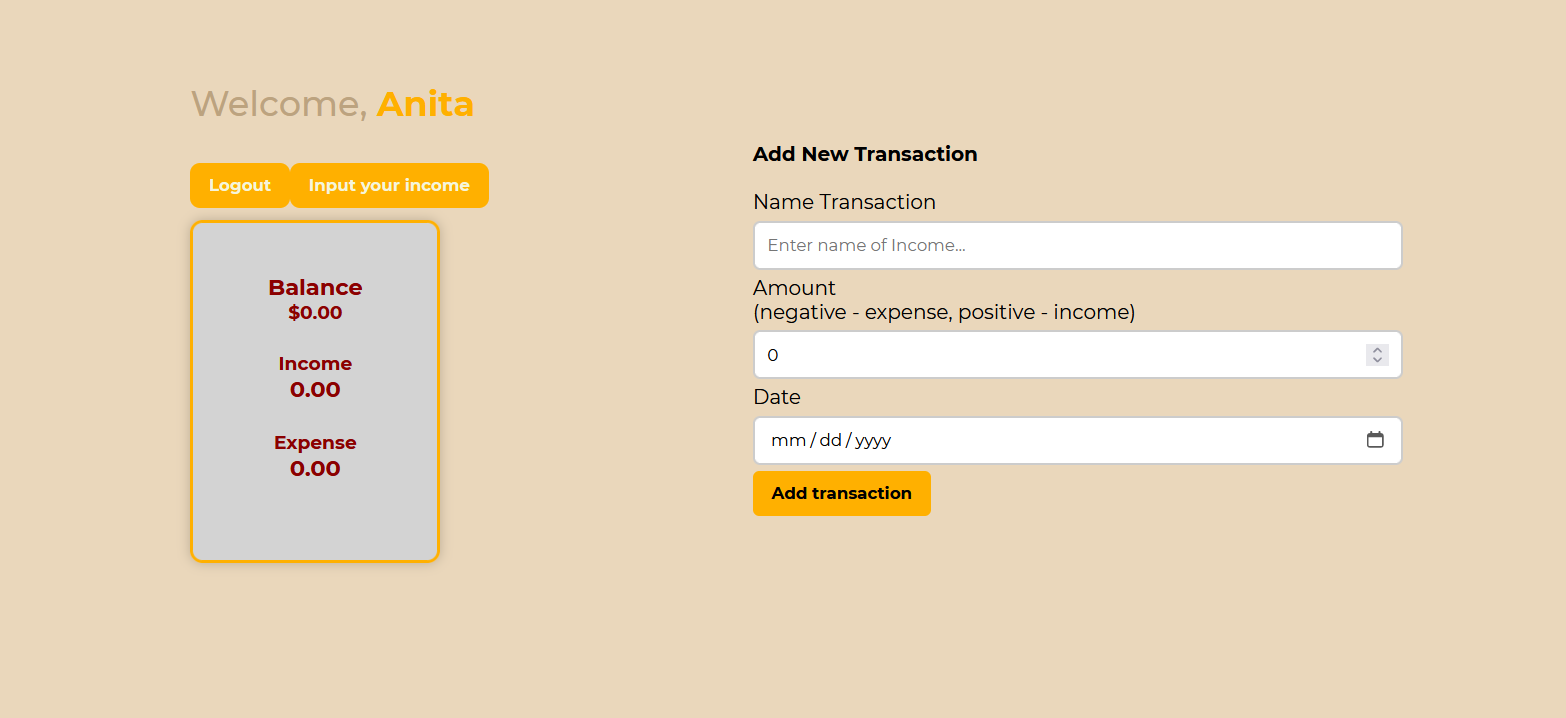 Welcome, Anita
Logout
Input your income
Balance
$0.00
Income
0.00
Expense
0.00
Add New Transaction
Name Transaction
Enter name of Income...
Amount
(negative - expense, positive - income)
0
Date
mm / dd / yyyy
Add transaction